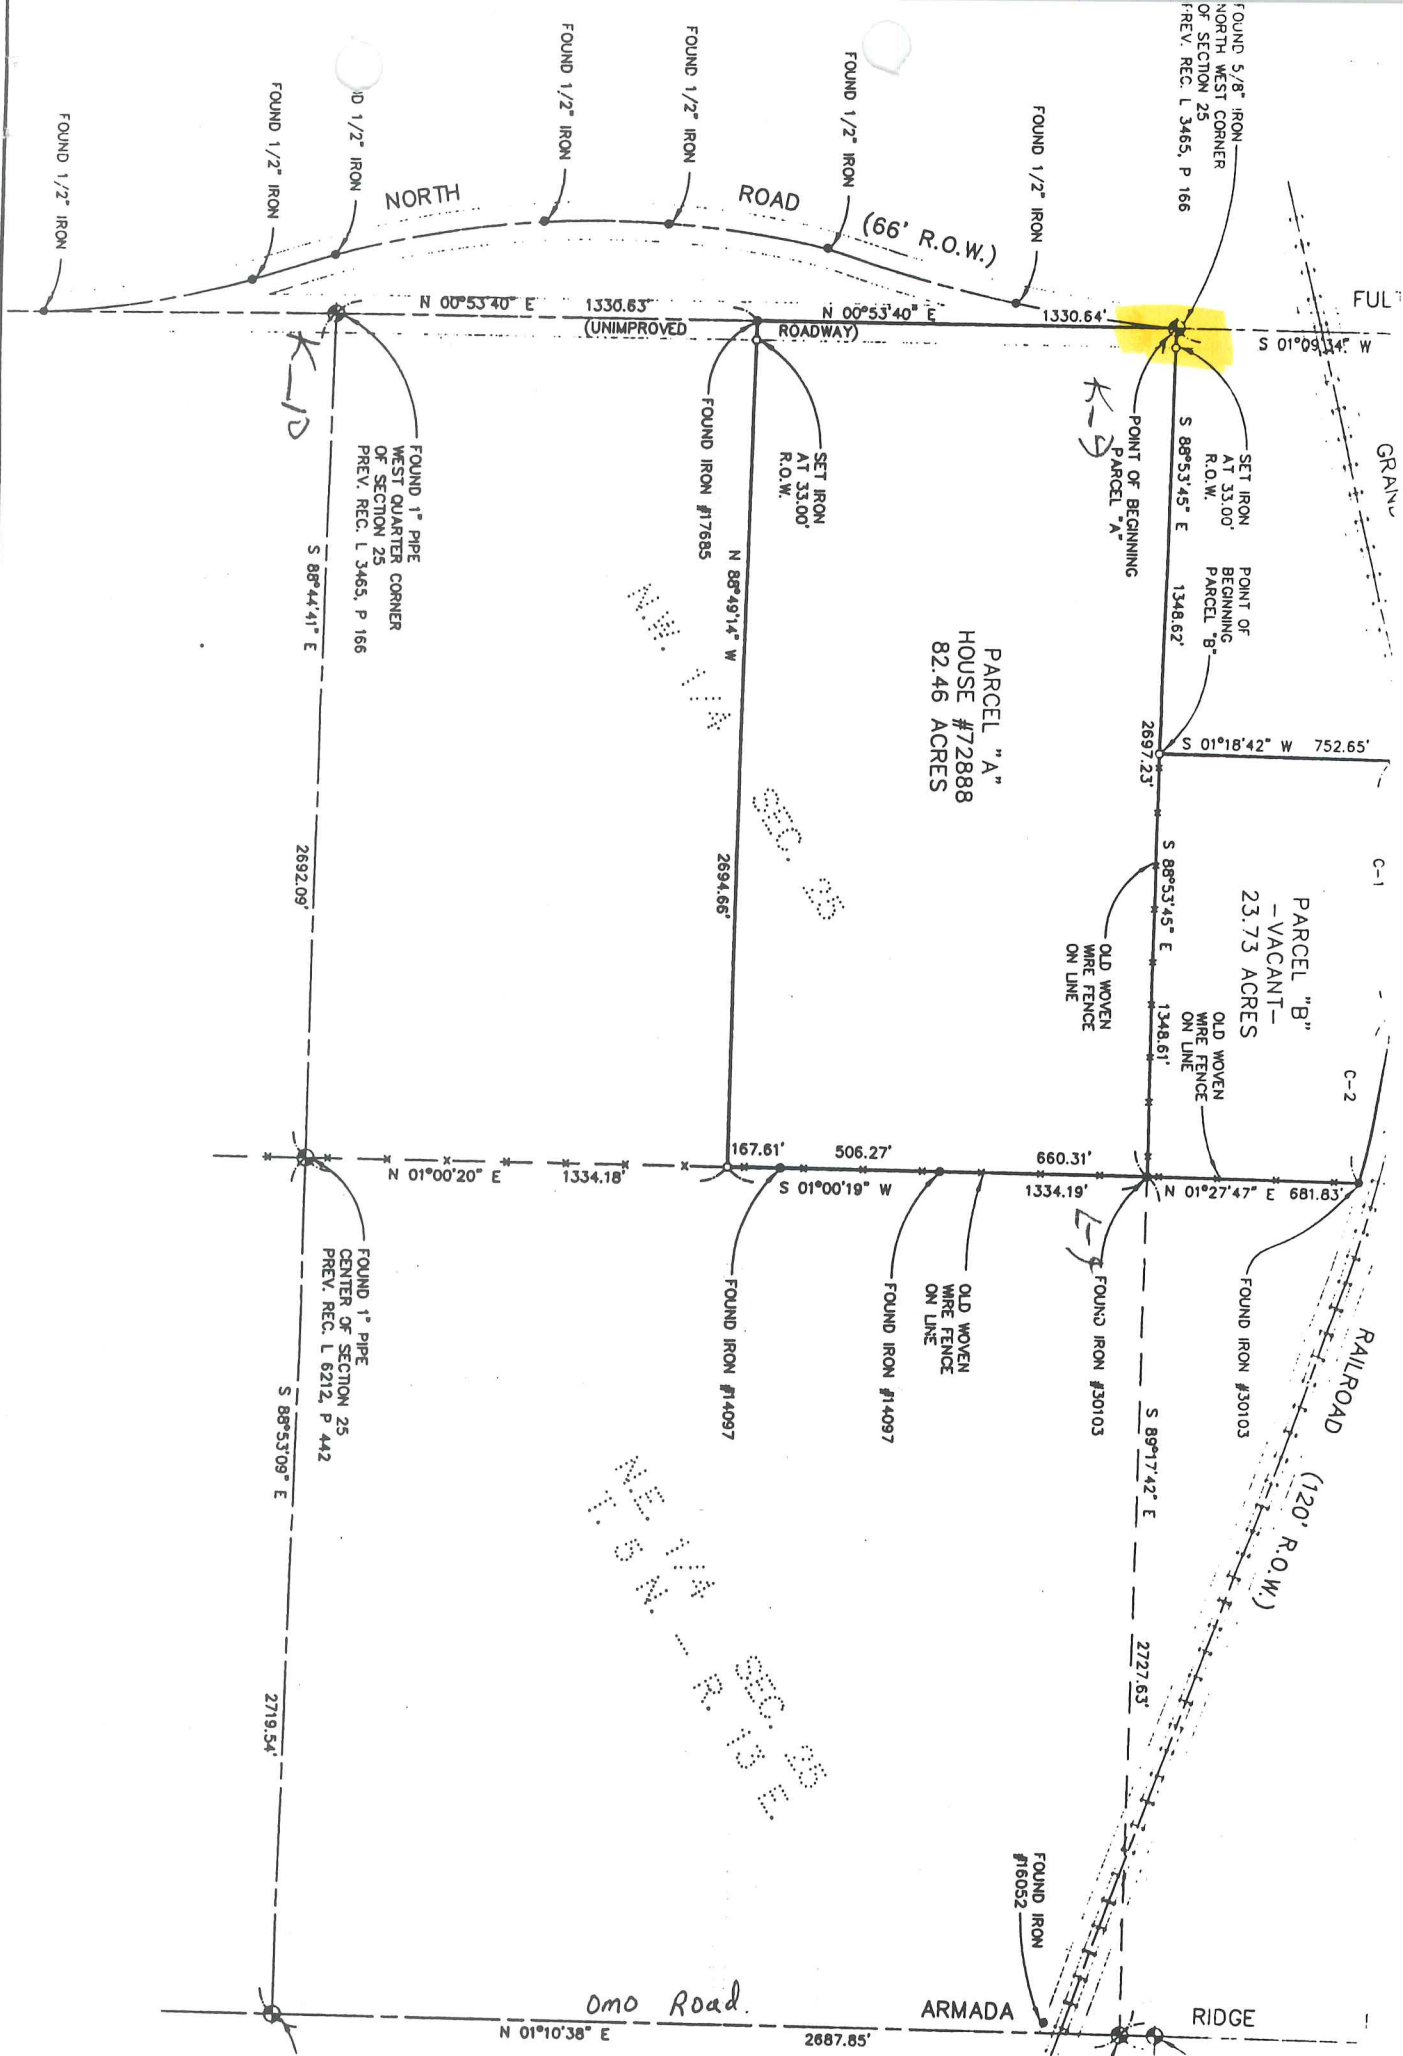 FOUND 5/8" IRON
NORTH WEST CORNER
OF SECTION 25
PREV. REC. L 3465, P 166
FOUND 1/2" IRON
FOUND 1/2" IRON
FOUND 1/2" IRON
FOUND 1/2" IRON
1/2" IRON
FOUND 1/2" IRON
FOUND 1/2" IRON
NORTH ROAD (66' R.O.W.)
N 00°53'40" E 1330.63'
N 00°53'40" E 1330.64'
(UNIMPROVED ROADWAY)
S 01°09'34" W
K-10
K-9
FOUND 1" PIPE
WEST QUARTER CORNER
OF SECTION 25
PREV. REC. L 3465, P 166
FOUND IRON #17685
SET IRON
AT 33.00'
R.O.W.
POINT OF BEGINNING
PARCEL "A"
SET IRON
AT 33.00'
R.O.W.
POINT OF
BEGINNING
PARCEL "B"
S 88°53'45" E 1348.62'
2697.23'
S 01°18'42" W 752.65'
S 88°44'41" E 2692.09'
N 88°49'14" W 2694.66'
N.W. 1/4
SEC. 25
PARCEL "A"
HOUSE #72888
82.46 ACRES
PARCEL "B"
-VACANT-
23.73 ACRES
C-1
C-2
S 88°53'45" E 1348.61'
OLD WOVEN
WIRE FENCE
ON LINE
OLD WOVEN
WIRE FENCE
ON LINE
N 01°00'20" E 1334.18'
167.61' 506.27' 660.31'
S 01°00'19" W 1334.19'
N 01°27'47" E 681.83'
FOUND 1" PIPE
CENTER OF SECTION 25
PREV. REC. L 6212, P 442
FOUND IRON #14097
FOUND IRON #14097
OLD WOVEN
WIRE FENCE
ON LINE
FOUND IRON #30103
FOUND IRON #30103
RAILROAD (120' R.O.W.)
S 88°53'09" E 2719.54'
S 89°17'42" E 2727.63'
N.E. 1/4 SEC. 25
T. 5 N. - R. 13 E.
FOUND IRON
#16052
Omo Road.
ARMADA RIDGE
N 01°10'38" E 2687.85'